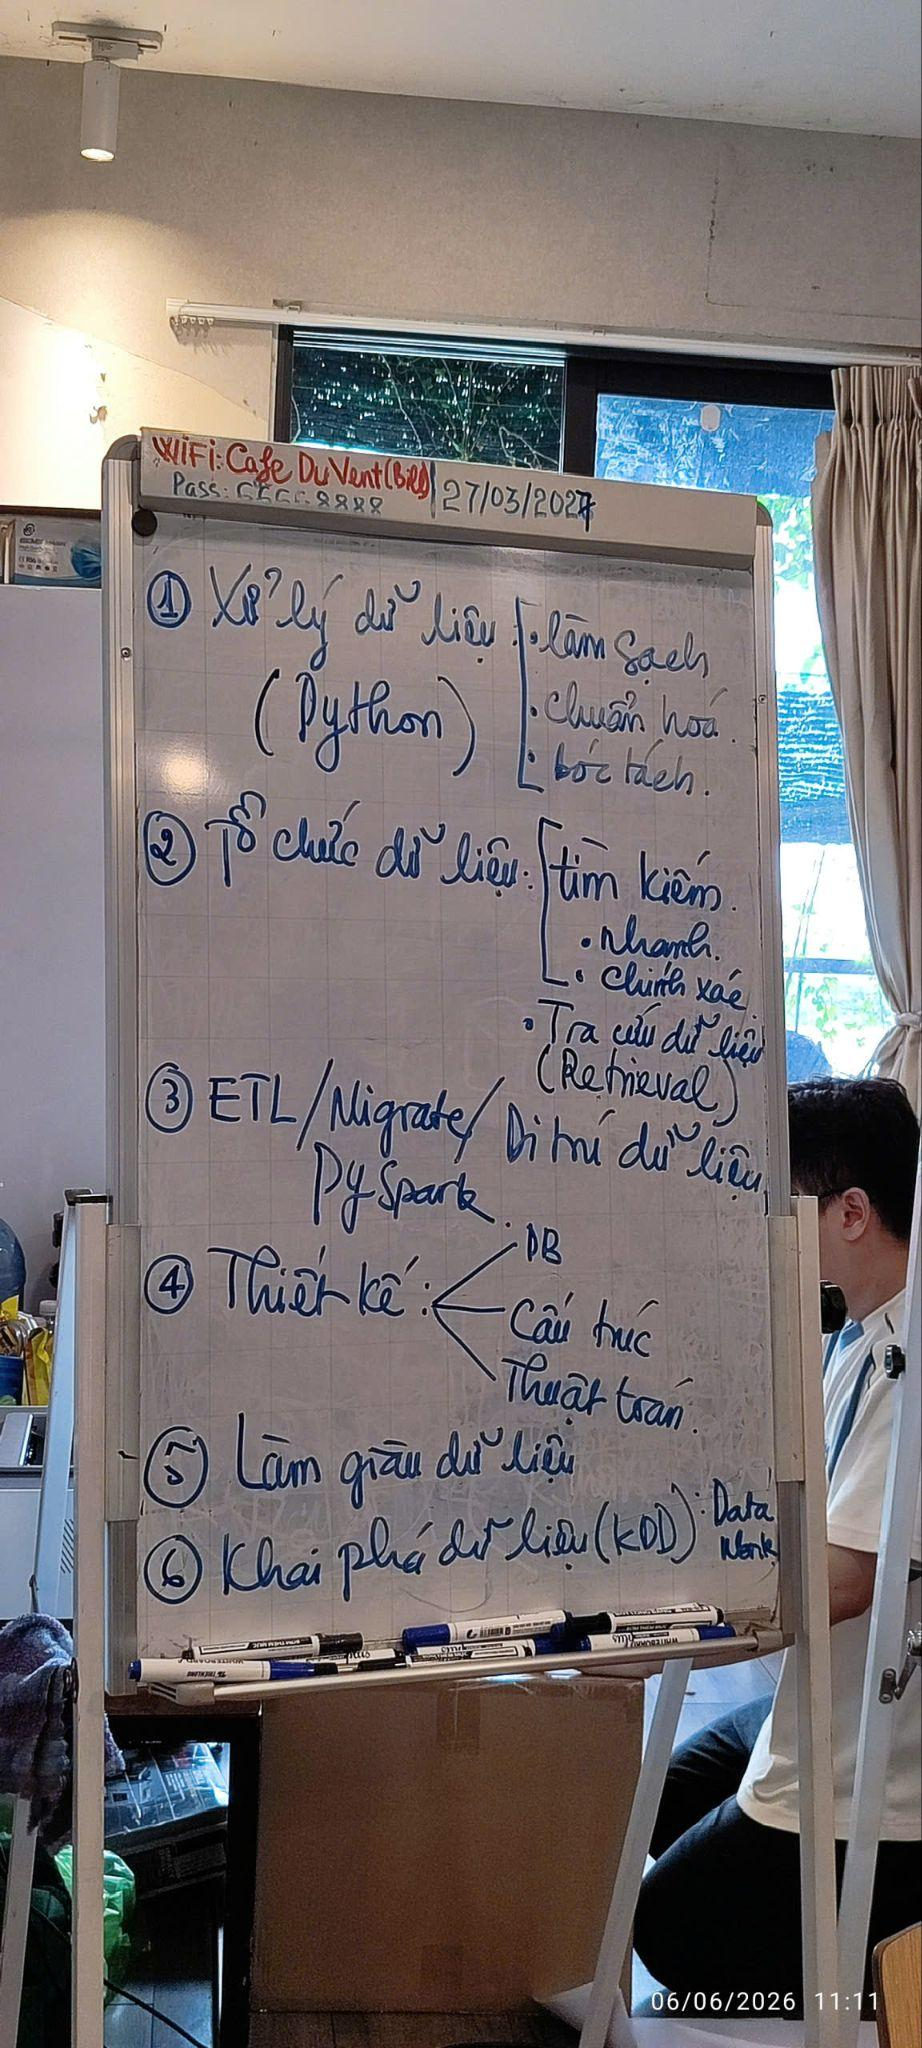 WiFi: Cafe Du Vent (Bird)
Pass: 66668888
27/03/2027
① Xử lý dữ liệu:
• làm sạch
(Python)
• chuẩn hoá.
• bóc tách.
② Tổ chức dữ liệu:
tìm kiếm.
• nhanh.
• chính xác
• Tra cứu dữ liệu
(Retrieval)
③ ETL/Migrate/ Di trú dữ liệu
PySpark.
④ Thiết kế:
DB
Cấu trúc
Thuật toán.
⑤ Làm giàu dữ liệu
⑥ Khai phá dữ liệu (KDD): Data
06/06/2026 11:11